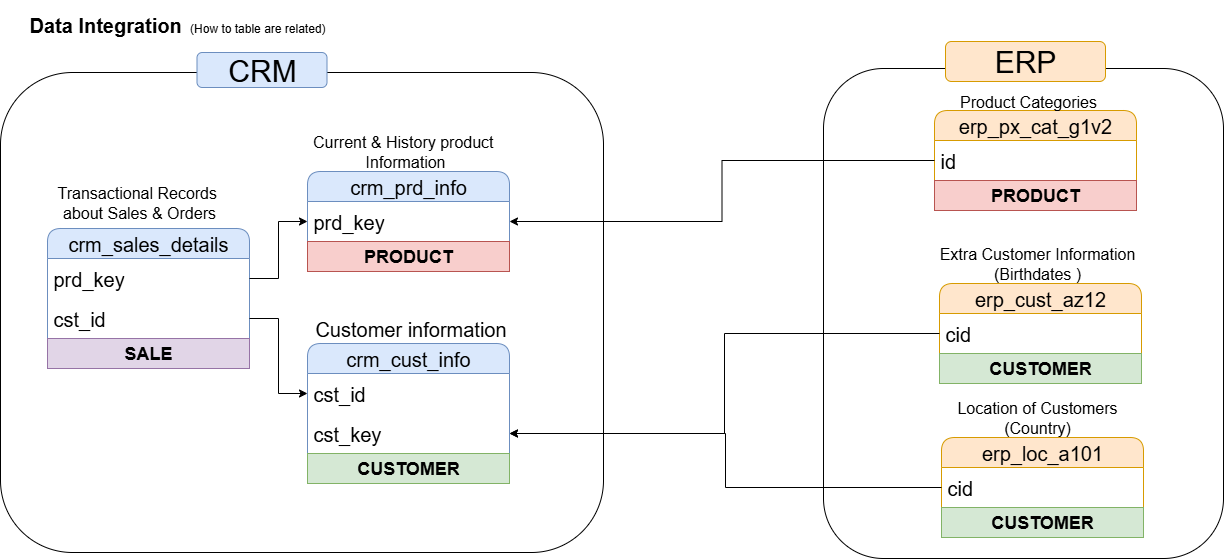 Data Integration (How to table are related)
CRM
Transactional Records
about Sales & Orders
crm_sales_details
prd_key
cst_id
SALE
Current & History product
Information
crm_prd_info
prd_key
PRODUCT
Customer information
crm_cust_info
cst_id
cst_key
CUSTOMER
ERP
Product Categories
erp_px_cat_g1v2
id
PRODUCT
Extra Customer Information
(Birthdates )
erp_cust_az12
cid
CUSTOMER
Location of Customers
(Country)
erp_loc_a101
cid
CUSTOMER